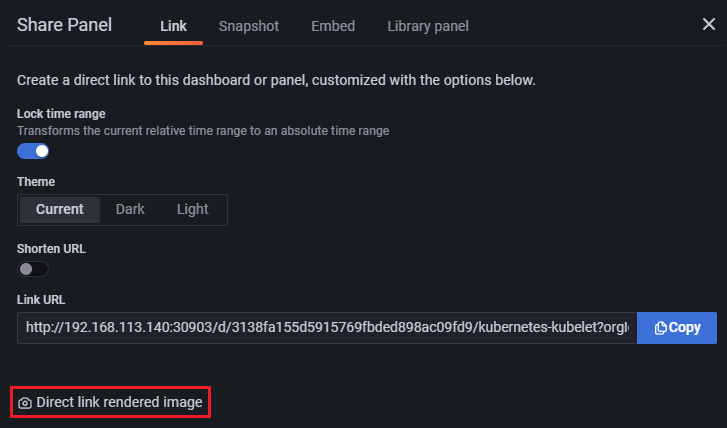 Share Panel Link Snapshot Embed Library panel
Create a direct link to this dashboard or panel, customized with the options below.
Lock time range
Transforms the current relative time range to an absolute time range
Theme
Current Dark Light
Shorten URL
Link URL
http://192.168.113.140:30903/d/3138fa155d5915769fbded898ac09fd9/kubernetes-kubelet?orgI Copy
Direct link rendered image